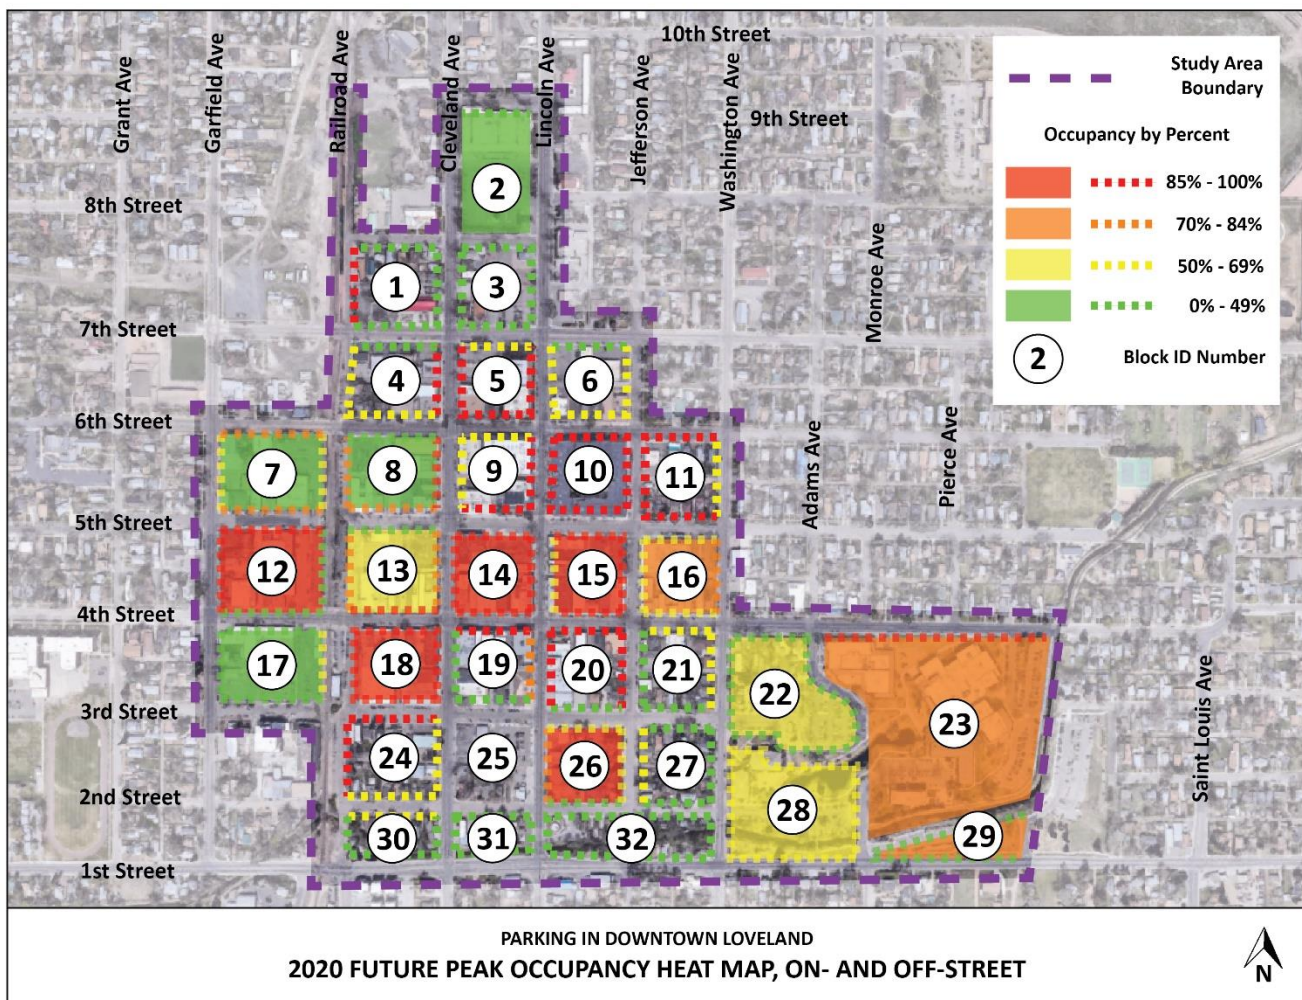 10th Street
Grant Ave
Garfield Ave
Railroad Ave
Cleveland Ave
Lincoln Ave
Jefferson Ave
Washington Ave
9th Street
8th Street
Monroe Ave
7th Street
6th Street
Adams Ave
Pierce Ave
5th Street
4th Street
3rd Street
Saint Louis Ave
2nd Street
1st Street
Study Area
Boundary
Occupancy by Percent
85% - 100%
70% - 84%
50% - 69%
0% - 49%
2 Block ID Number
2
1 3
4 5 6
7 8 9 10 11
12 13 14 15 16
17 18 19 20 21
22 23
24 25 26 27
28 29
30 31 32
PARKING IN DOWNTOWN LOVELAND
2020 FUTURE PEAK OCCUPANCY HEAT MAP, ON- AND OFF-STREET
N